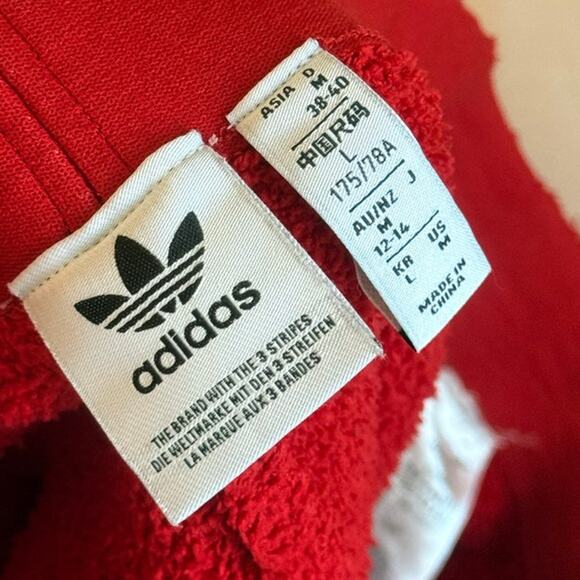 adidas
THE BRAND WITH THE 3 STRIPES
DIE WELTMARKE MIT DEN 3 STREIFEN
LA MARQUE AUX 3 BANDES
ASIA D
M
38-40
中国尺码
L
175/78A
AU/NZ J
M
12-14
KR US
L M
MADE IN
CHINA